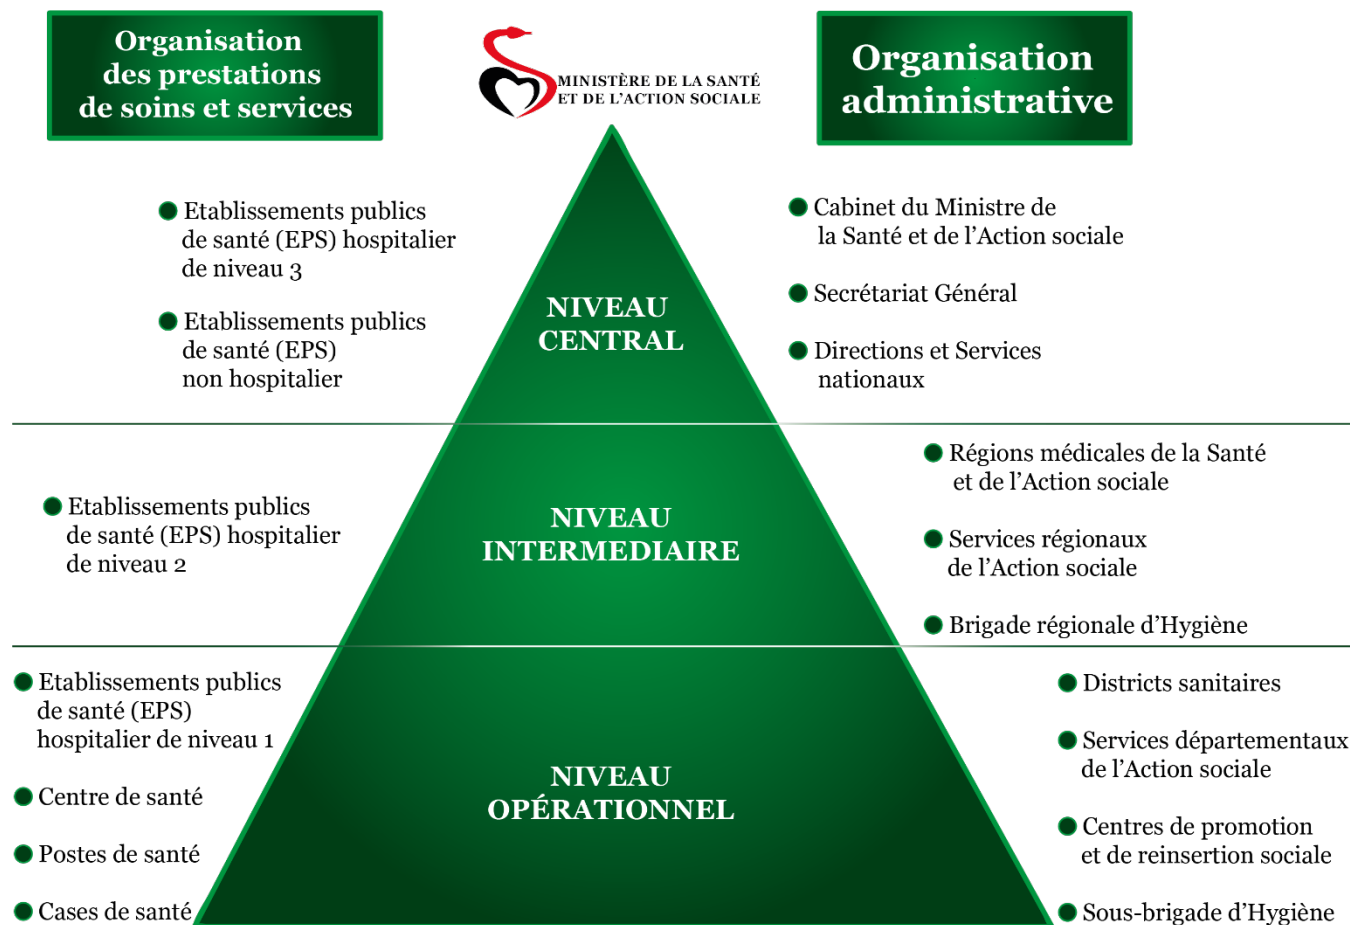 Organisation
des prestations
de soins et services
MINISTÈRE DE LA SANTÉ
ET DE L'ACTION SOCIALE
Organisation
administrative
Etablissements publics
de santé (EPS) hospitalier
de niveau 3
Etablissements publics
de santé (EPS)
non hospitalier
NIVEAU
CENTRAL
Cabinet du Ministre de
la Santé et de l'Action sociale
Secrétariat Général
Directions et Services
nationaux
Etablissements publics
de santé (EPS) hospitalier
de niveau 2
NIVEAU
INTERMEDIAIRE
Régions médicales de la Santé
et de l'Action sociale
Services régionaux
de l'Action sociale
Brigade régionale d'Hygiène
Etablissements publics
de santé (EPS)
hospitalier de niveau 1
Centre de santé
Postes de santé
Cases de santé
NIVEAU
OPÉRATIONNEL
Districts sanitaires
Services départementaux
de l'Action sociale
Centres de promotion
et de reinsertion sociale
Sous-brigade d'Hygiène